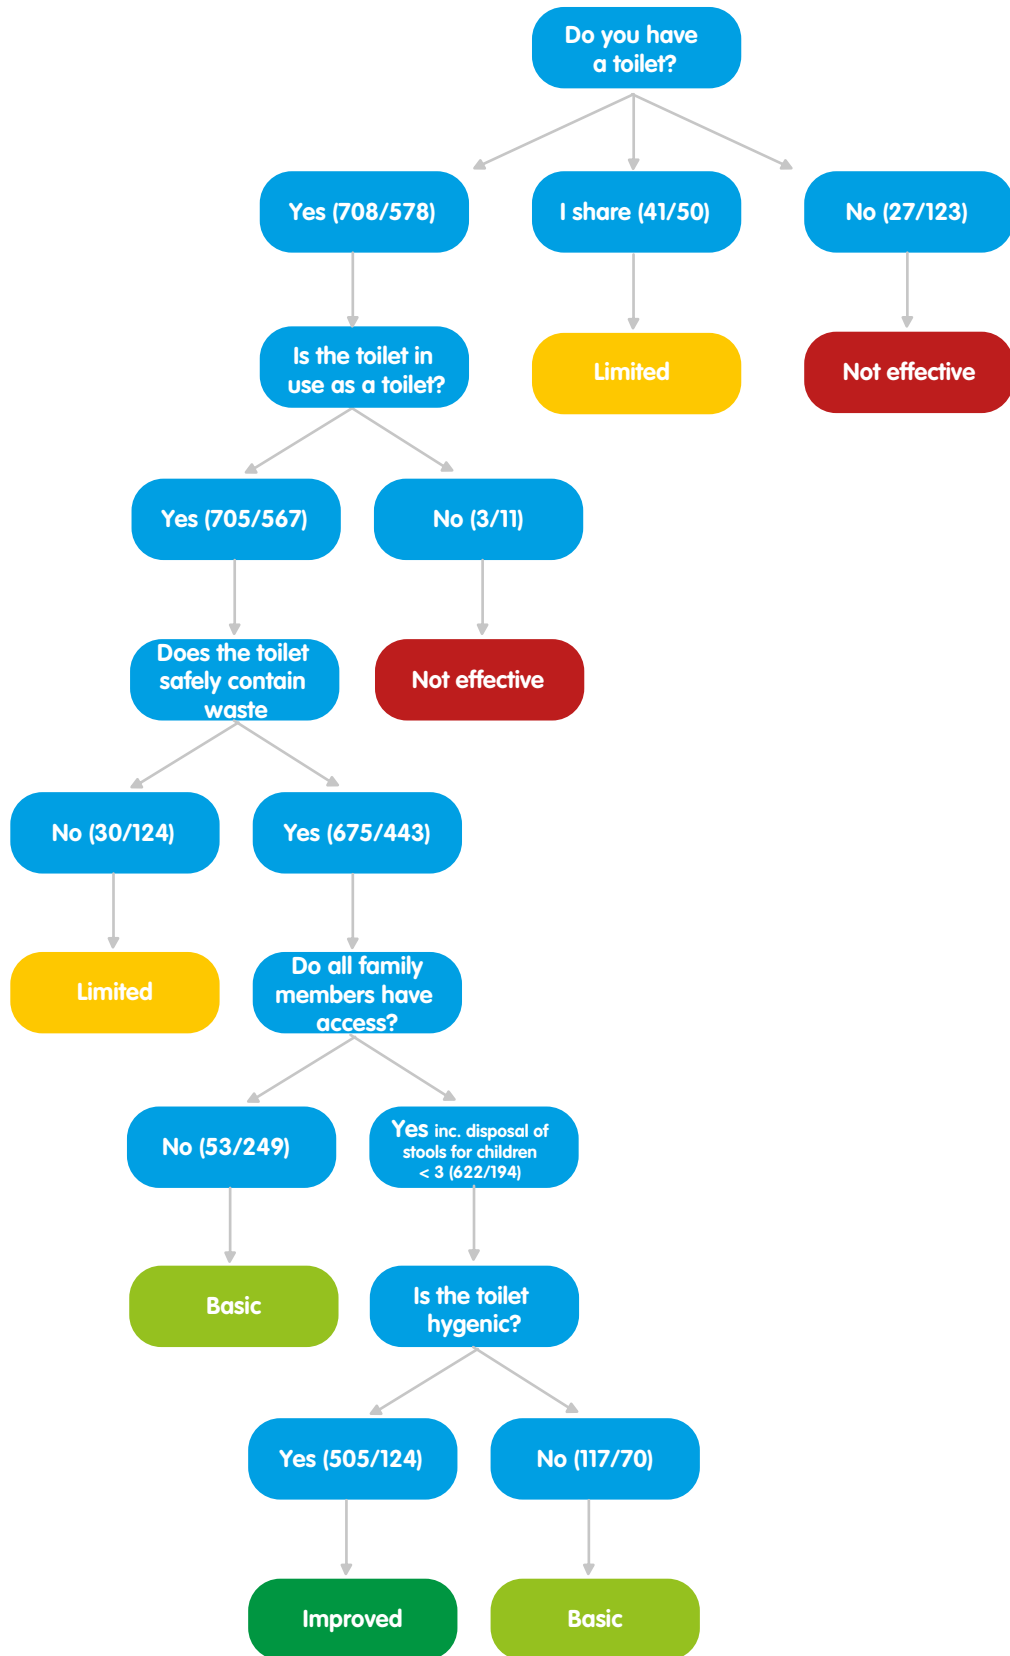 Do you have
a toilet?
Yes (708/578)
I share (41/50)
No (27/123)
Is the toilet in
use as a toilet?
Limited
Not effective
Yes (705/567)
No (3/11)
Does the toilet
safely contain
waste
Not effective
No (30/124)
Yes (675/443)
Limited
Do all family
members have
access?
No (53/249)
Yes inc. disposal of
stools for children
< 3 (622/194)
Basic
Is the toilet
hygenic?
Yes (505/124)
No (117/70)
Improved
Basic